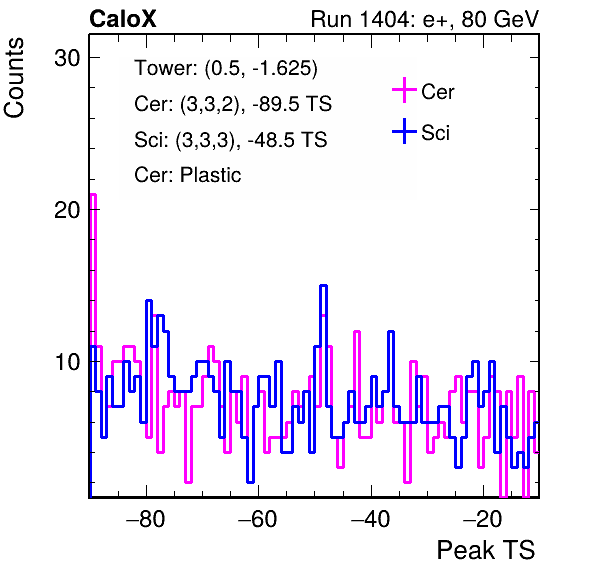 CaloX Run 1404: e+, 80 GeV
Counts
30
20
10
Tower: (0.5, -1.625)
Cer: (3,3,2), -89.5 TS
Sci: (3,3,3), -48.5 TS
Cer: Plastic
Cer
Sci
−80 −60 −40 −20
Peak TS